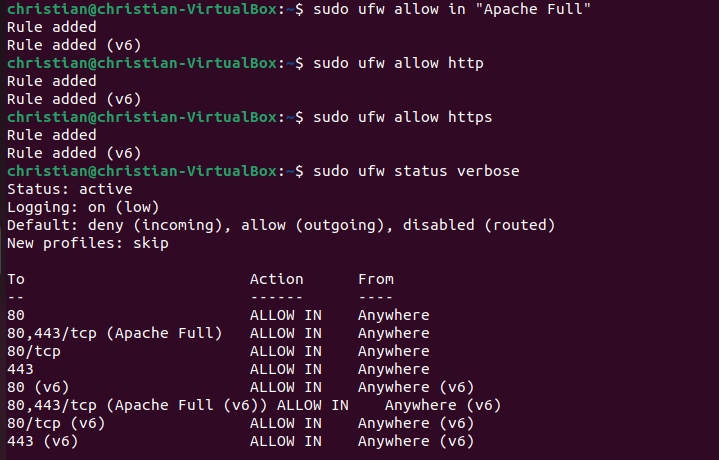 christian@christian-VirtualBox:~$ sudo ufw allow in "Apache Full"
Rule added
Rule added (v6)
christian@christian-VirtualBox:~$ sudo ufw allow http
Rule added
Rule added (v6)
christian@christian-VirtualBox:~$ sudo ufw allow https
Rule added
Rule added (v6)
christian@christian-VirtualBox:~$ sudo ufw status verbose
Status: active
Logging: on (low)
Default: deny (incoming), allow (outgoing), disabled (routed)
New profiles: skip

To                         Action      From
--                         ------      ----
80                         ALLOW IN    Anywhere
80,443/tcp (Apache Full)   ALLOW IN    Anywhere
80/tcp                     ALLOW IN    Anywhere
443                        ALLOW IN    Anywhere
80 (v6)                    ALLOW IN    Anywhere (v6)
80,443/tcp (Apache Full (v6)) ALLOW IN    Anywhere (v6)
80/tcp (v6)                ALLOW IN    Anywhere (v6)
443 (v6)                   ALLOW IN    Anywhere (v6)